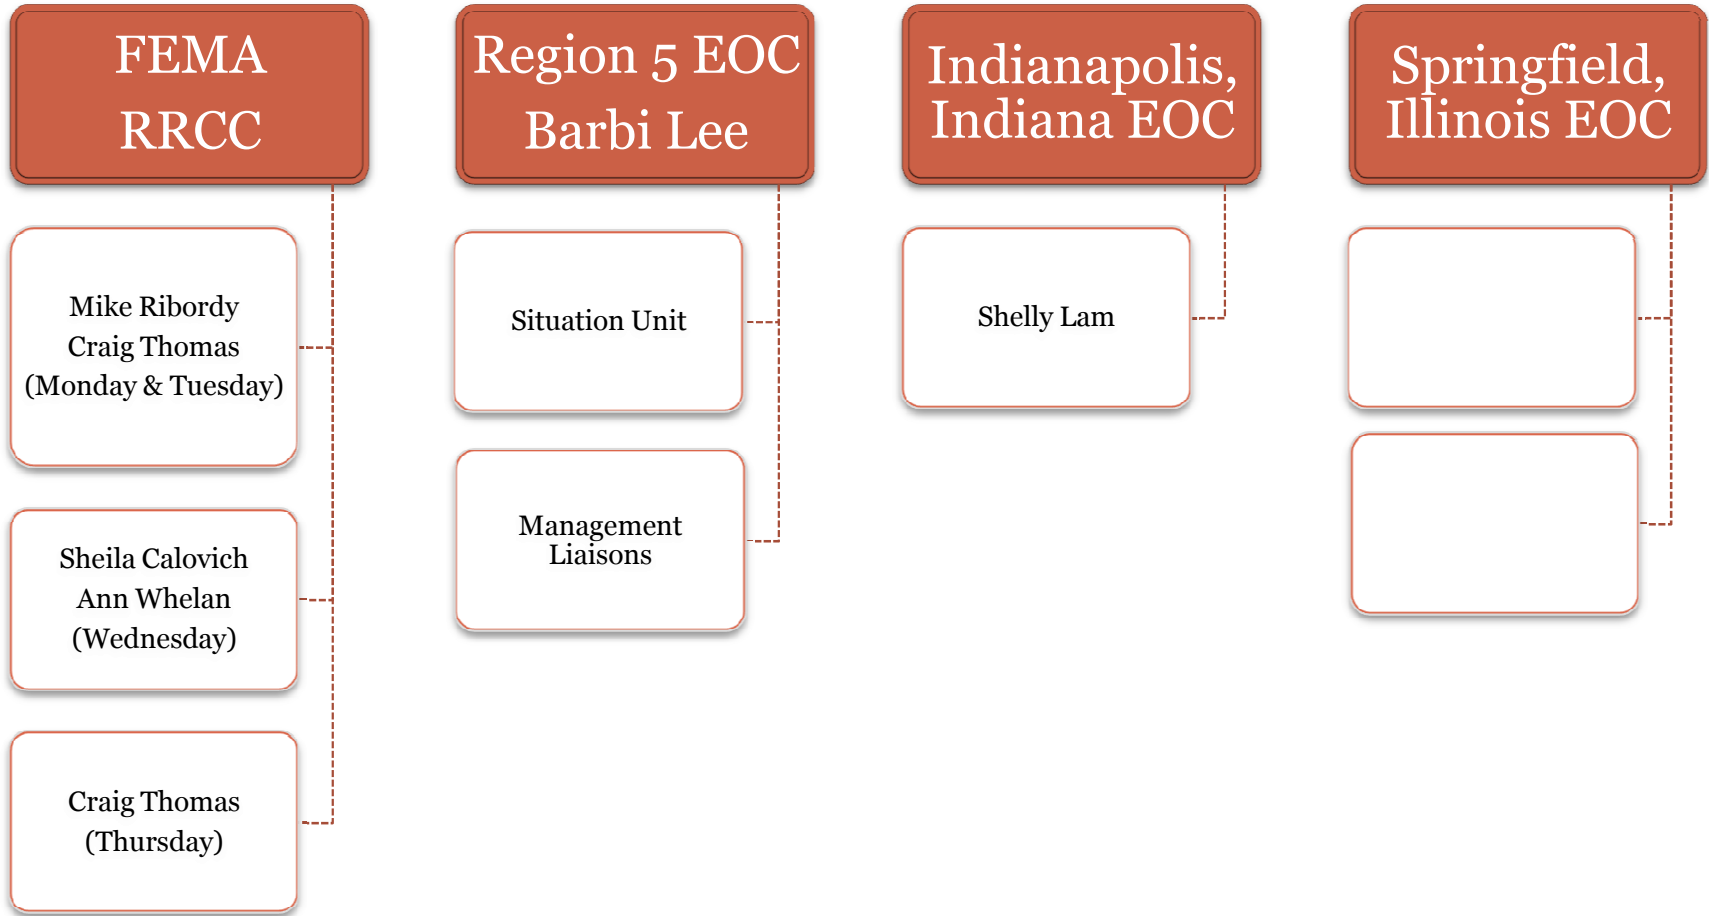 FEMA
RRCC
Mike Ribordy
Craig Thomas
(Monday & Tuesday)
Sheila Calovich
Ann Whelan
(Wednesday)
Craig Thomas
(Thursday)
Region 5 EOC
Barbi Lee
Situation Unit
Management
Liaisons
Indianapolis,
Indiana EOC
Shelly Lam
Springfield,
Illinois EOC